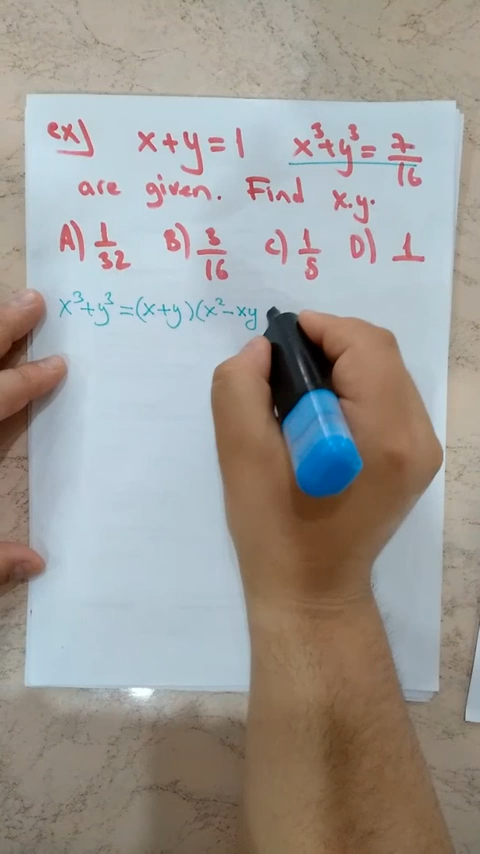 ex) x+y=1 x³+y³=7/16
are given. Find x.y.
A) 1/32 B) 3/16 C) 1/8 D) 1
x³+y³=(x+y)(x²-xy